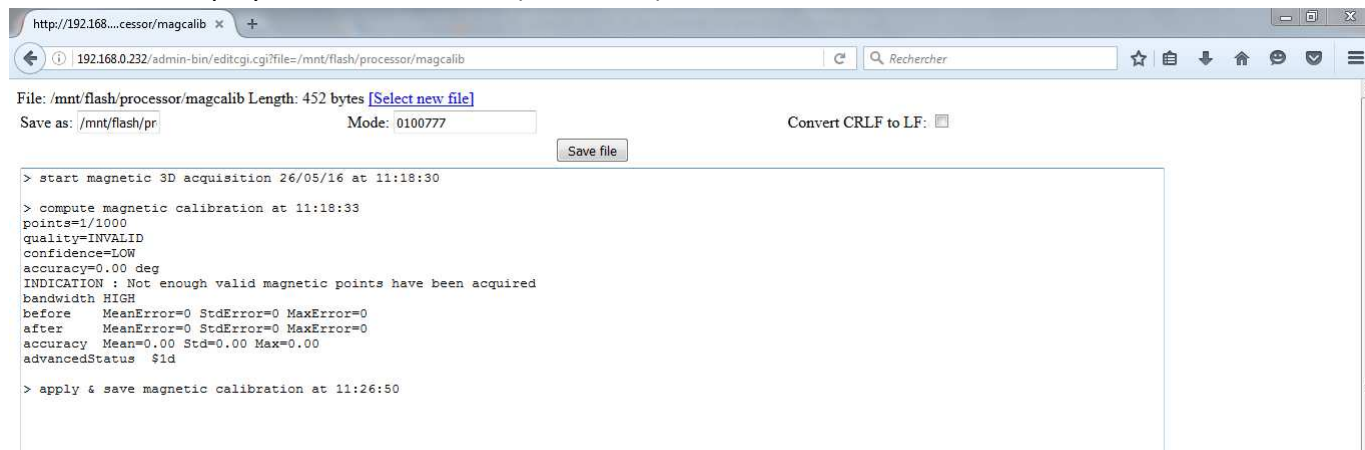 http://192.168....cessor/magcalib × +
192.168.0.232/admin-bin/editcgi.cgi?file=/mnt/flash/processor/magcalib Rechercher
File: /mnt/flash/processor/magcalib Length: 452 bytes [Select new file]
Save as: /mnt/flash/pr Mode: 0100777 Convert CRLF to LF:
Save file
> start magnetic 3D acquisition 26/05/16 at 11:18:30
> compute magnetic calibration at 11:18:33
points=1/1000
quality=INVALID
confidence=LOW
accuracy=0.00 deg
INDICATION : Not enough valid magnetic points have been acquired
bandwidth HIGH
before MeanError=0 StdError=0 MaxError=0
after MeanError=0 StdError=0 MaxError=0
accuracy Mean=0.00 Std=0.00 Max=0.00
advancedStatus $1d
> apply & save magnetic calibration at 11:26:50